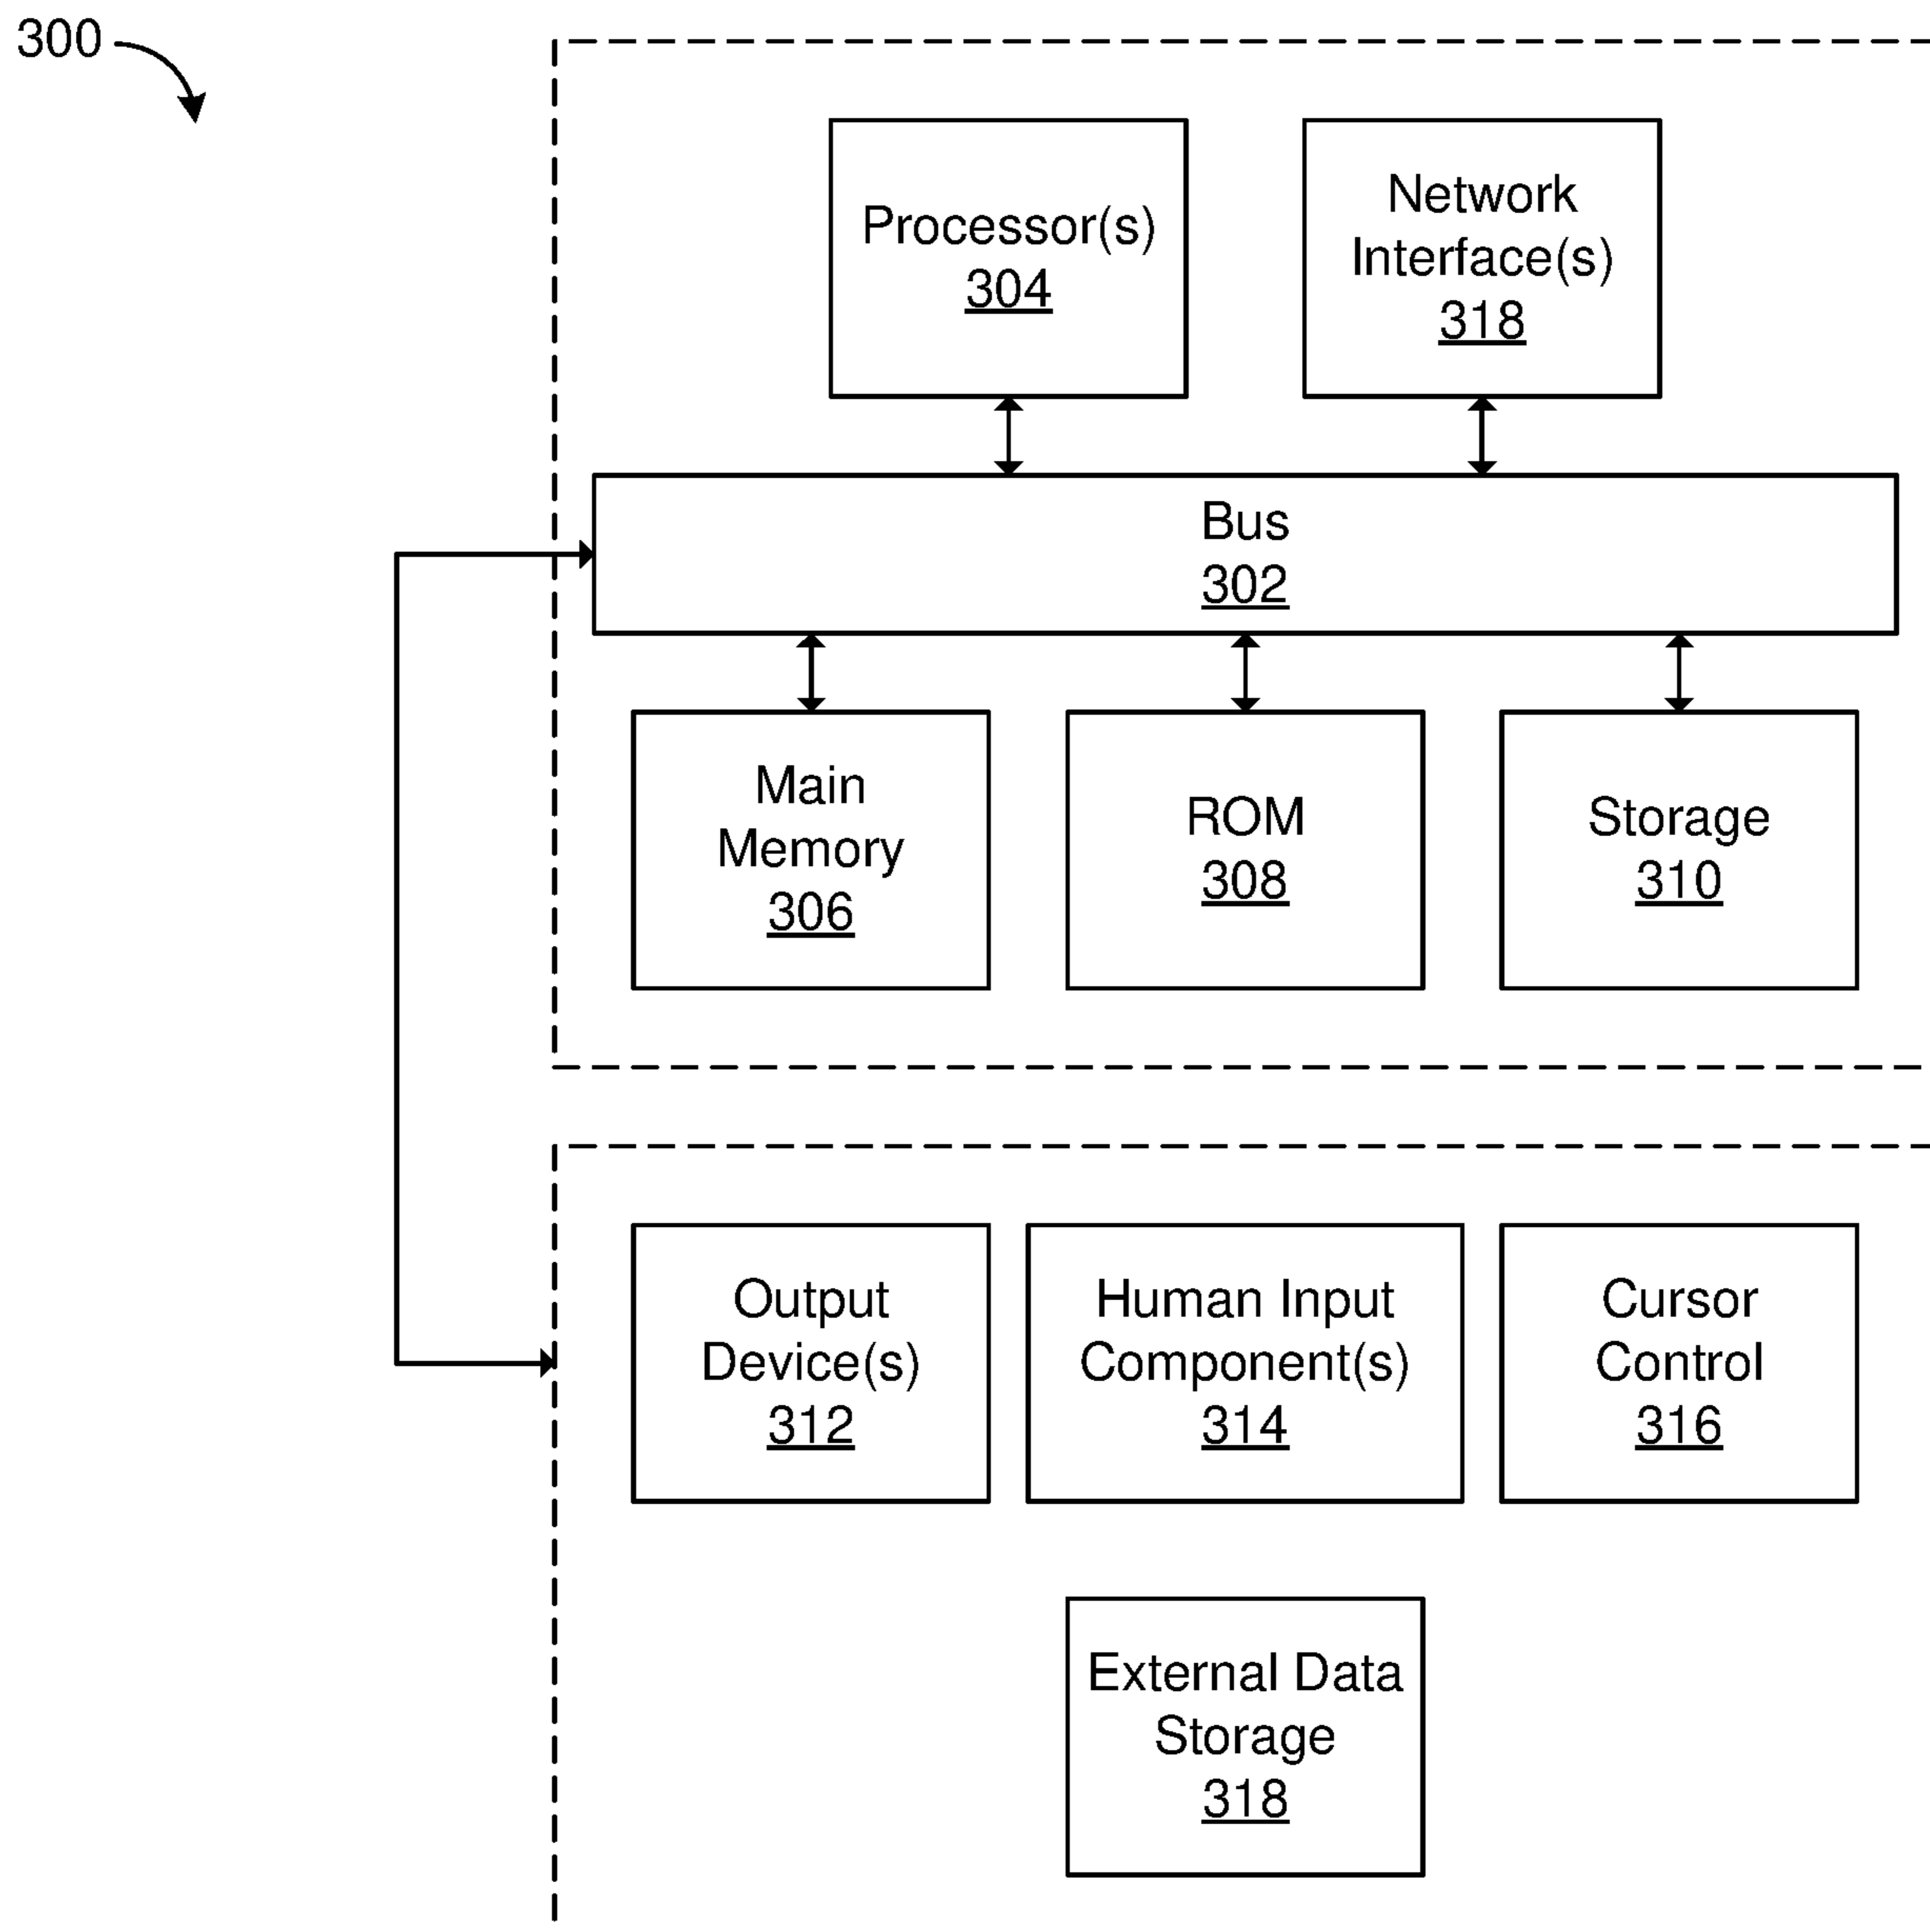 300
Processor(s)
304
Network
Interface(s)
318
Bus
302
Main
Memory
306
ROM
308
Storage
310
Output
Device(s)
312
Human Input
Component(s)
314
Cursor
Control
316
External Data
Storage
318